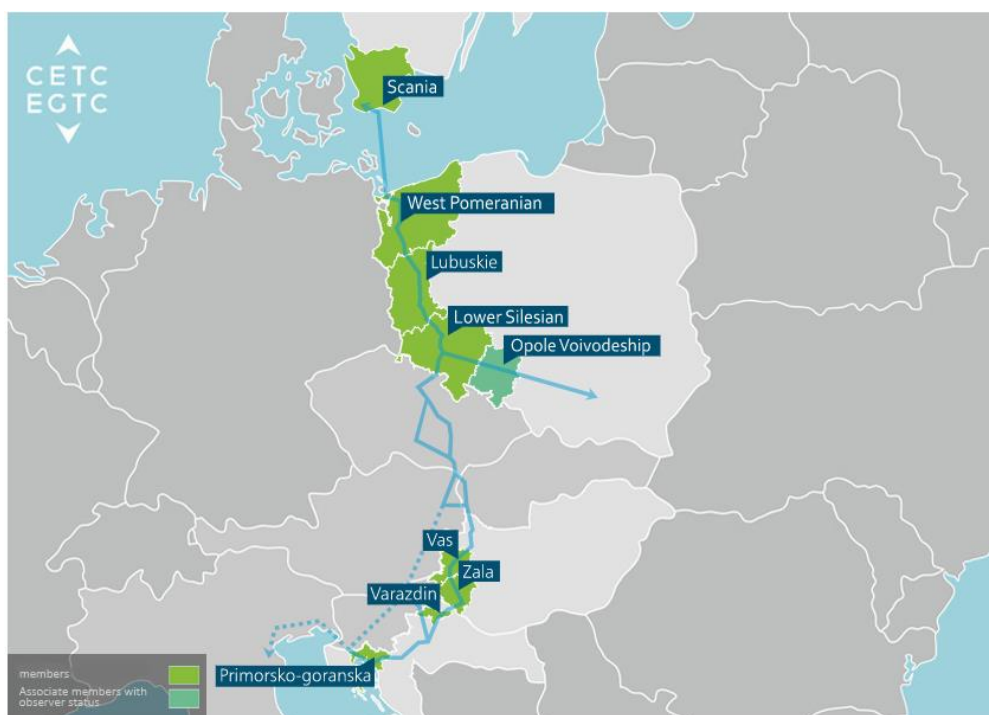 CETC
EGTC
Scania
West Pomeranian
Lubuskie
Lower Silesian
Opole Voivodeship
Vas
Zala
Varazdin
Primorsko-goranska
members
Associate members with
observer status